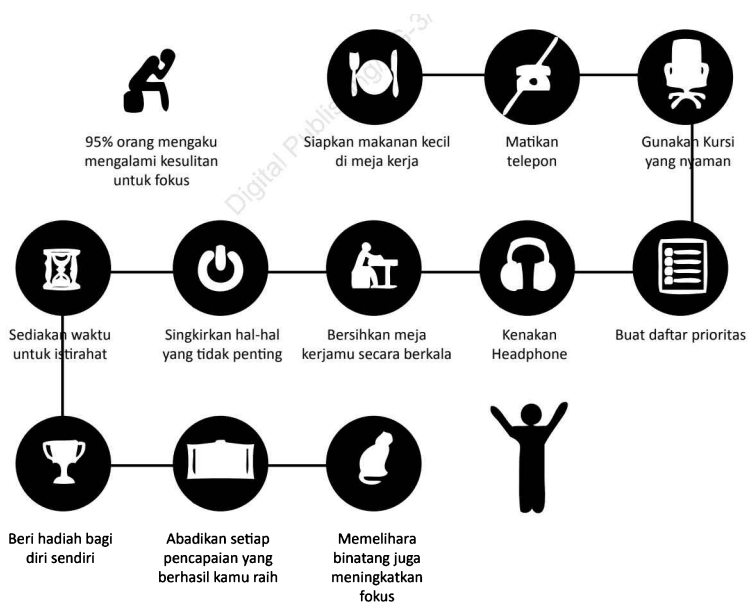 95% orang mengaku
mengalami kesulitan
untuk fokus
Siapkan makanan kecil
di meja kerja
Matikan
telepon
Gunakan Kursi
yang nyaman
Buat daftar prioritas
Kenakan
Headphone
Bersihkan meja
kerjamu secara berkala
Singkirkan hal-hal
yang tidak penting
Sediakan waktu
untuk istirahat
Beri hadiah bagi
diri sendiri
Abadikan setiap
pencapaian yang
berhasil kamu raih
Memelihara
binatang juga
meningkatkan
fokus
Digital